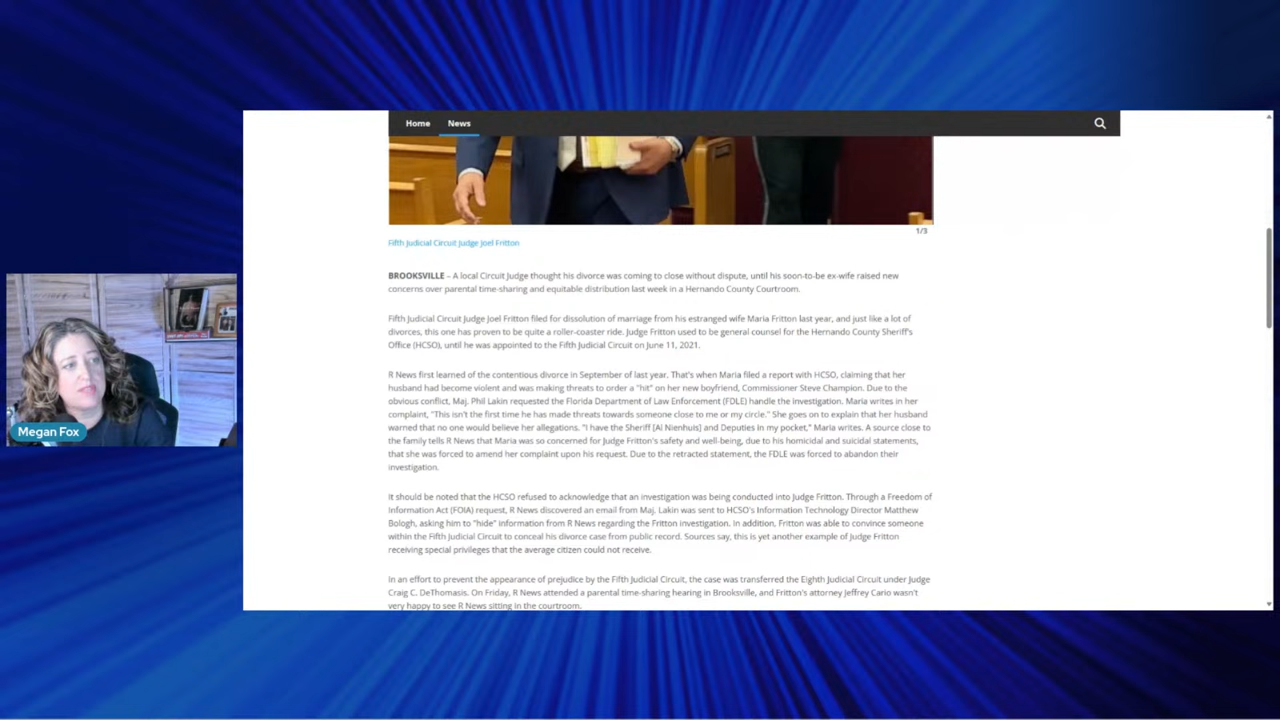 Home News
1/3
Fifth Judicial Circuit Judge Joel Fritton
BROOKSVILLE – A local Circuit Judge thought his divorce was coming to close without dispute, until his soon-to-be ex-wife raised new
concerns over parental time-sharing and equitable distribution last week in a Hernando County Courtroom.
Fifth Judicial Circuit Judge Joel Fritton filed for dissolution of marriage from his estranged wife Maria Fritton last year, and just like a lot of
divorces, this one has proven to be quite a roller-coaster ride. Judge Fritton used to be general counsel for the Hernando County Sheriff's
Office (HCSO), until he was appointed to the Fifth Judicial Circuit on June 11, 2021.
R News first learned of the contentious divorce in September of last year. That's when Maria filed a report with HCSO, claiming that her
husband had become violent and was making threats to order a "hit" on her new boyfriend, Commissioner Steve Champion. Due to the
obvious conflict, Maj. Phil Lakin requested the Florida Department of Law Enforcement (FDLE) handle the investigation. Maria writes in her
complaint, "This isn't the first time he has made threats towards someone close to me or my circle." She goes on to explain that her husband
warned that no one would believe her allegations. "I have the Sheriff [Al Nienhuis] and Deputies in my pocket," Maria writes. A source close to
the family tells R News that Maria was so concerned for Judge Fritton's safety and well-being, due to his homicidal and suicidal statements,
that she was forced to amend her complaint upon his request. Due to the retracted statement, the FDLE was forced to abandon their
investigation.
It should be noted that the HCSO refused to acknowledge that an investigation was being conducted into Judge Fritton. Through a Freedom of
Information Act (FOIA) request, R News discovered an email from Maj. Lakin was sent to HCSO's Information Technology Director Matthew
Bologh, asking him to "hide" information from R News regarding the Fritton investigation. In addition, Fritton was able to convince someone
within the Fifth Judicial Circuit to conceal his divorce case from public record. Sources say, this is yet another example of Judge Fritton
receiving special privileges that the average citizen could not receive.
In an effort to prevent the appearance of prejudice by the Fifth Judicial Circuit, the case was transferred the Eighth Judicial Circuit under Judge
Craig C. DeThomasis. On Friday, R News attended a parental time-sharing hearing in Brooksville, and Fritton's attorney Jeffrey Cario wasn't
very happy to see R News sitting in the courtroom.
Megan Fox